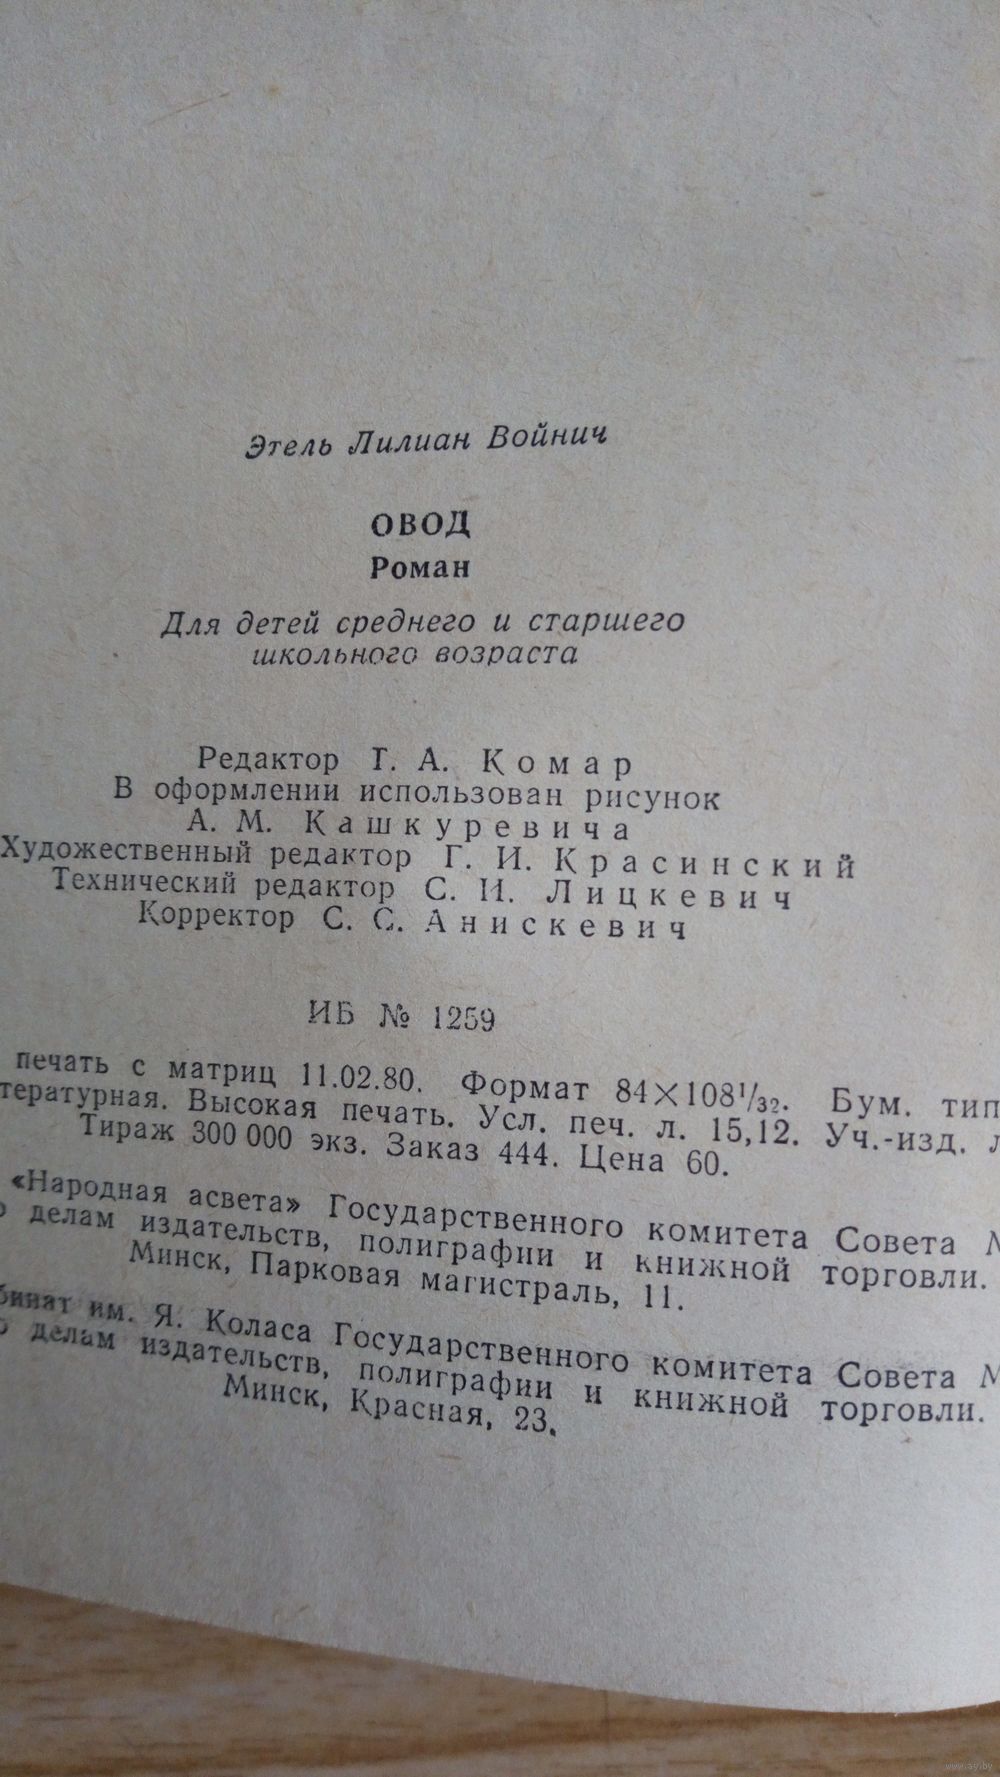 Этель Лилиан Войнич
ОВОД
Роман
Для детей среднего и старшего
школьного возраста
Редактор Г. А. Комар
В оформлении использован рисунок
А. М. Кашкуревича
Художественный редактор Г. И. Красинский
Технический редактор С. И. Лицкевич
Корректор С. С. Анискевич
ИБ № 1259
печать с матриц 11.02.80. Формат 84×108¹/₃₂. Бум. тип
тературная. Высокая печать. Усл. печ. л. 15,12. Уч.-изд. л
Тираж 300 000 экз. Заказ 444. Цена 60.
«Народная асвета» Государственного комитета Совета М
о делам издательств, полиграфии и книжной торговли.
Минск, Парковая магистраль, 11.
бинат им. Я. Коласа Государственного комитета Совета М
о делам издательств, полиграфии и книжной торговли.
Минск, Красная, 23.
www.ay.by